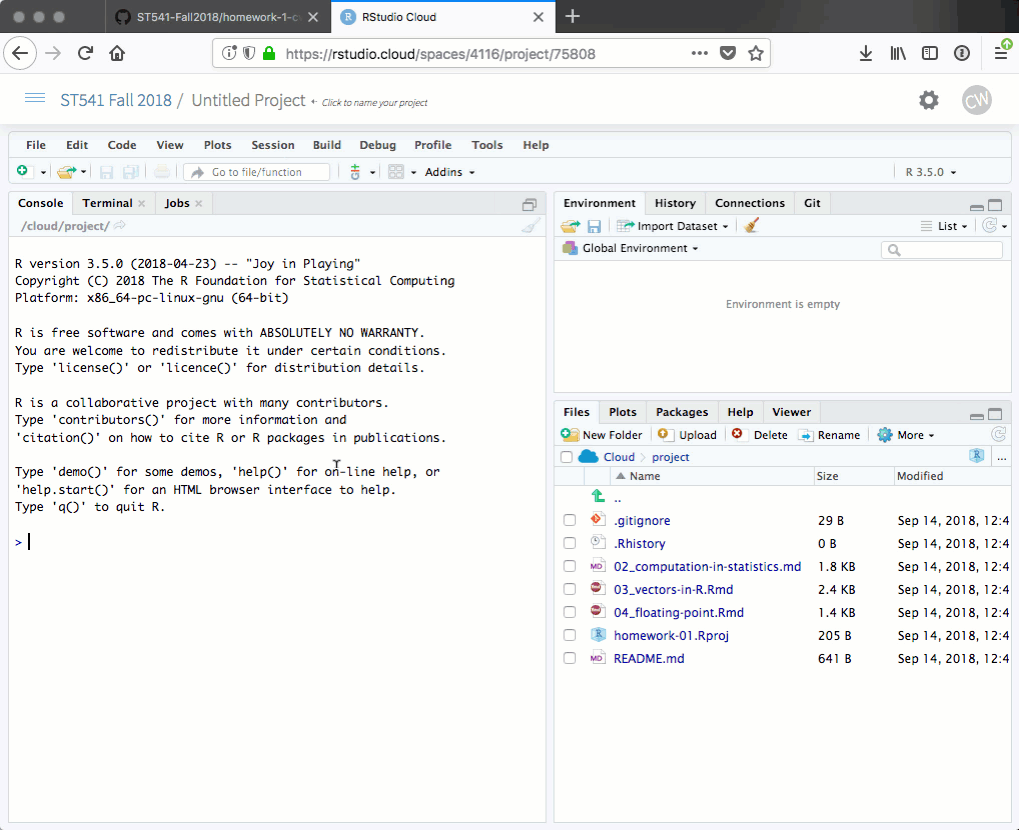 ST541-Fall2018/homework-1-c
RStudio Cloud
https://rstudio.cloud/spaces/4116/project/75808
ST541 Fall 2018 / Untitled Project Click to name your project
CW
File Edit Code View Plots Session Build Debug Profile Tools Help
Go to file/function Addins R 3.5.0
Console Terminal Jobs
/cloud/project/
R version 3.5.0 (2018-04-23) -- "Joy in Playing"
Copyright (C) 2018 The R Foundation for Statistical Computing
Platform: x86_64-pc-linux-gnu (64-bit)
R is free software and comes with ABSOLUTELY NO WARRANTY.
You are welcome to redistribute it under certain conditions.
Type 'license()' or 'licence()' for distribution details.
R is a collaborative project with many contributors.
Type 'contributors()' for more information and
'citation()' on how to cite R or R packages in publications.
Type 'demo()' for some demos, 'help()' for on-line help, or
'help.start()' for an HTML browser interface to help.
Type 'q()' to quit R.
>
Environment History Connections Git
Import Dataset List
Global Environment
Environment is empty
Files Plots Packages Help Viewer
New Folder Upload Delete Rename More
Cloud project ...
Name Size Modified
..
.gitignore 29 B Sep 14, 2018, 12:4
.Rhistory 0 B Sep 14, 2018, 12:4
02_computation-in-statistics.md 1.8 KB Sep 14, 2018, 12:4
03_vectors-in-R.Rmd 2.4 KB Sep 14, 2018, 12:4
04_floating-point.Rmd 1.4 KB Sep 14, 2018, 12:4
homework-01.Rproj 205 B Sep 14, 2018, 12:4
README.md 641 B Sep 14, 2018, 12:4